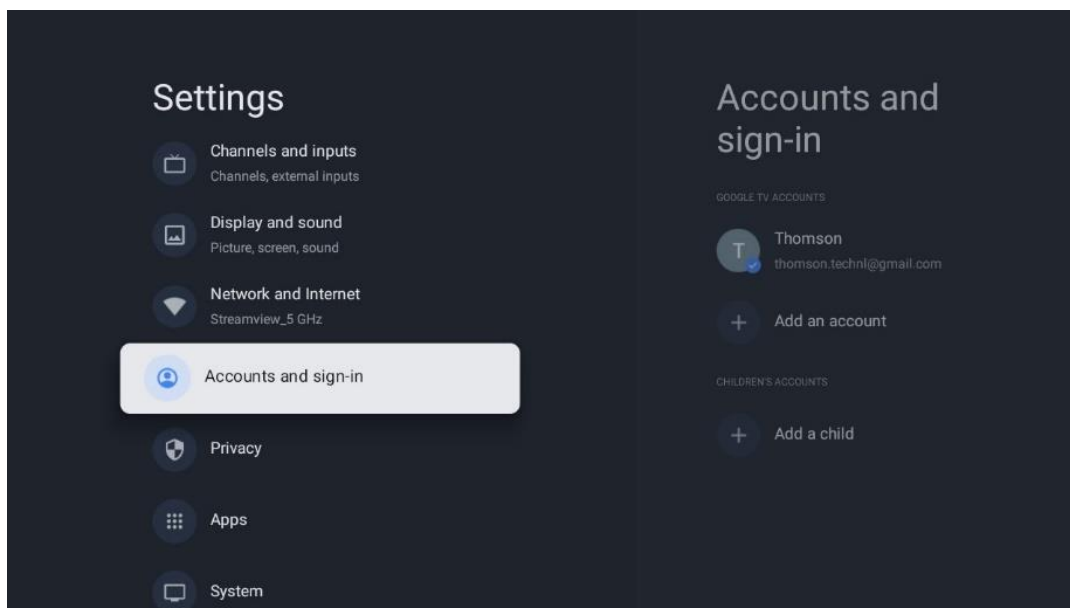 Settings
Channels and inputs
Channels, external inputs
Display and sound
Picture, screen, sound
Network and Internet
Streamview_5 GHz
Accounts and sign-in
Privacy
Apps
System
Accounts and
sign-in
GOOGLE TV ACCOUNTS
T
Thomson
thomson.technl@gmail.com
Add an account
CHILDREN'S ACCOUNTS
Add a child